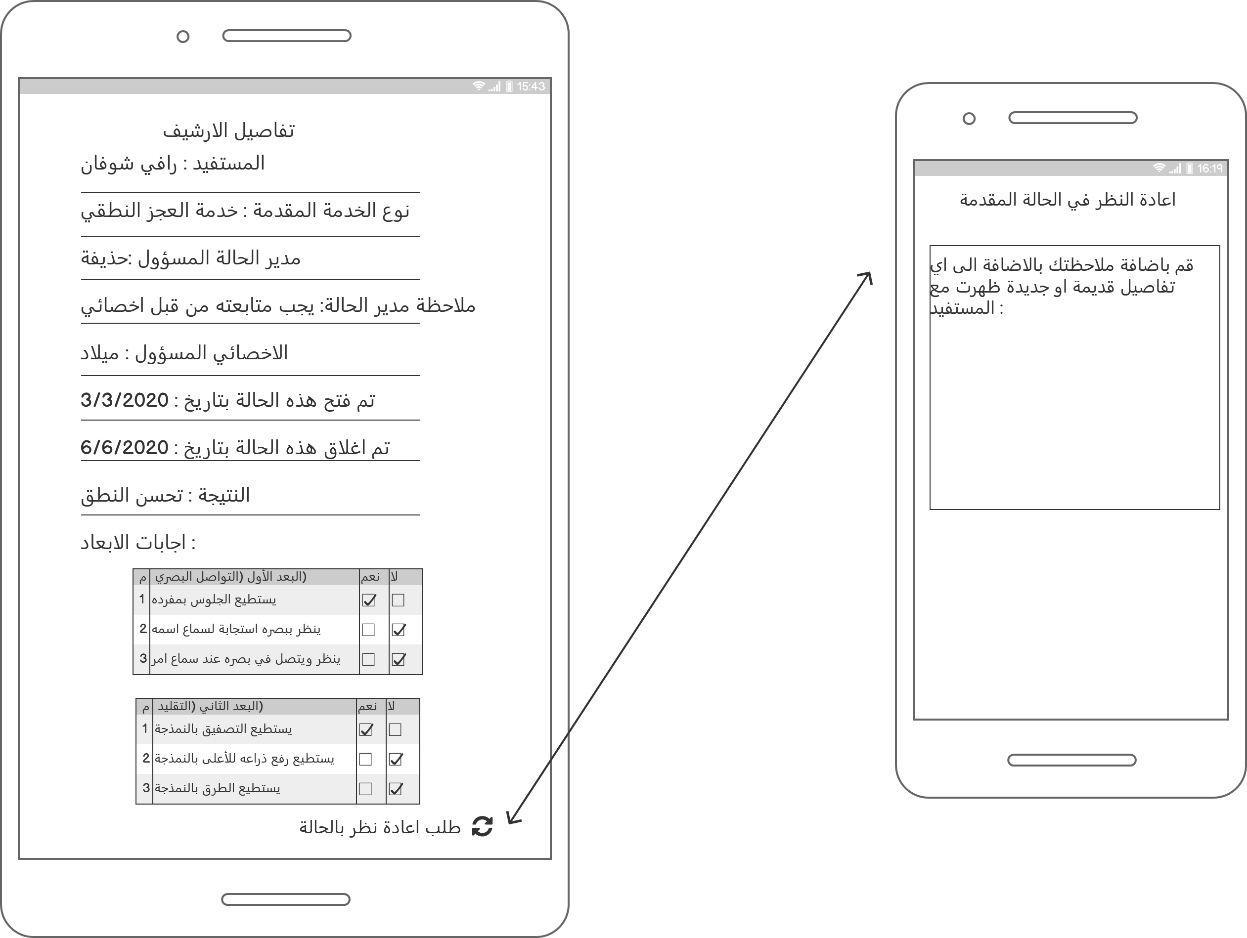 15:43
تفاصيل الارشيف
المستفيد : رافي شوفان
نوع الخدمة المقدمة : خدمة العجز النطقي
مدير الحالة المسؤول :حذيفة
ملاحظة مدير الحالة: يجب متابعته من قبل اخصائي
الاخصائي المسؤول : ميلاد
تم فتح هذه الحالة بتاريخ : 3/3/2020
تم اغلاق هذه الحالة بتاريخ : 6/6/2020
النتيجة : تحسن النطق
اجابات الابعاد :
م البعد الأول (التواصل البصري) نعم لا
1 يستطيع الجلوس بمفرده
2 ينظر ببصره استجابة لسماع اسمه
3 ينظر ويتصل في بصره عند سماع امر
م البعد الثاني (التقليد) نعم لا
1 يستطيع التصفيق بالنمذجة
2 يستطيع رفع ذراعه للأعلى بالنمذجة
3 يستطيع الطرق بالنمذجة
طلب اعادة نظر بالحالة
16:19
اعادة النظر في الحالة المقدمة
قم باضافة ملاحظتك بالاضافة الى اي
تفاصيل قديمة او جديدة ظهرت مع
المستفيد :